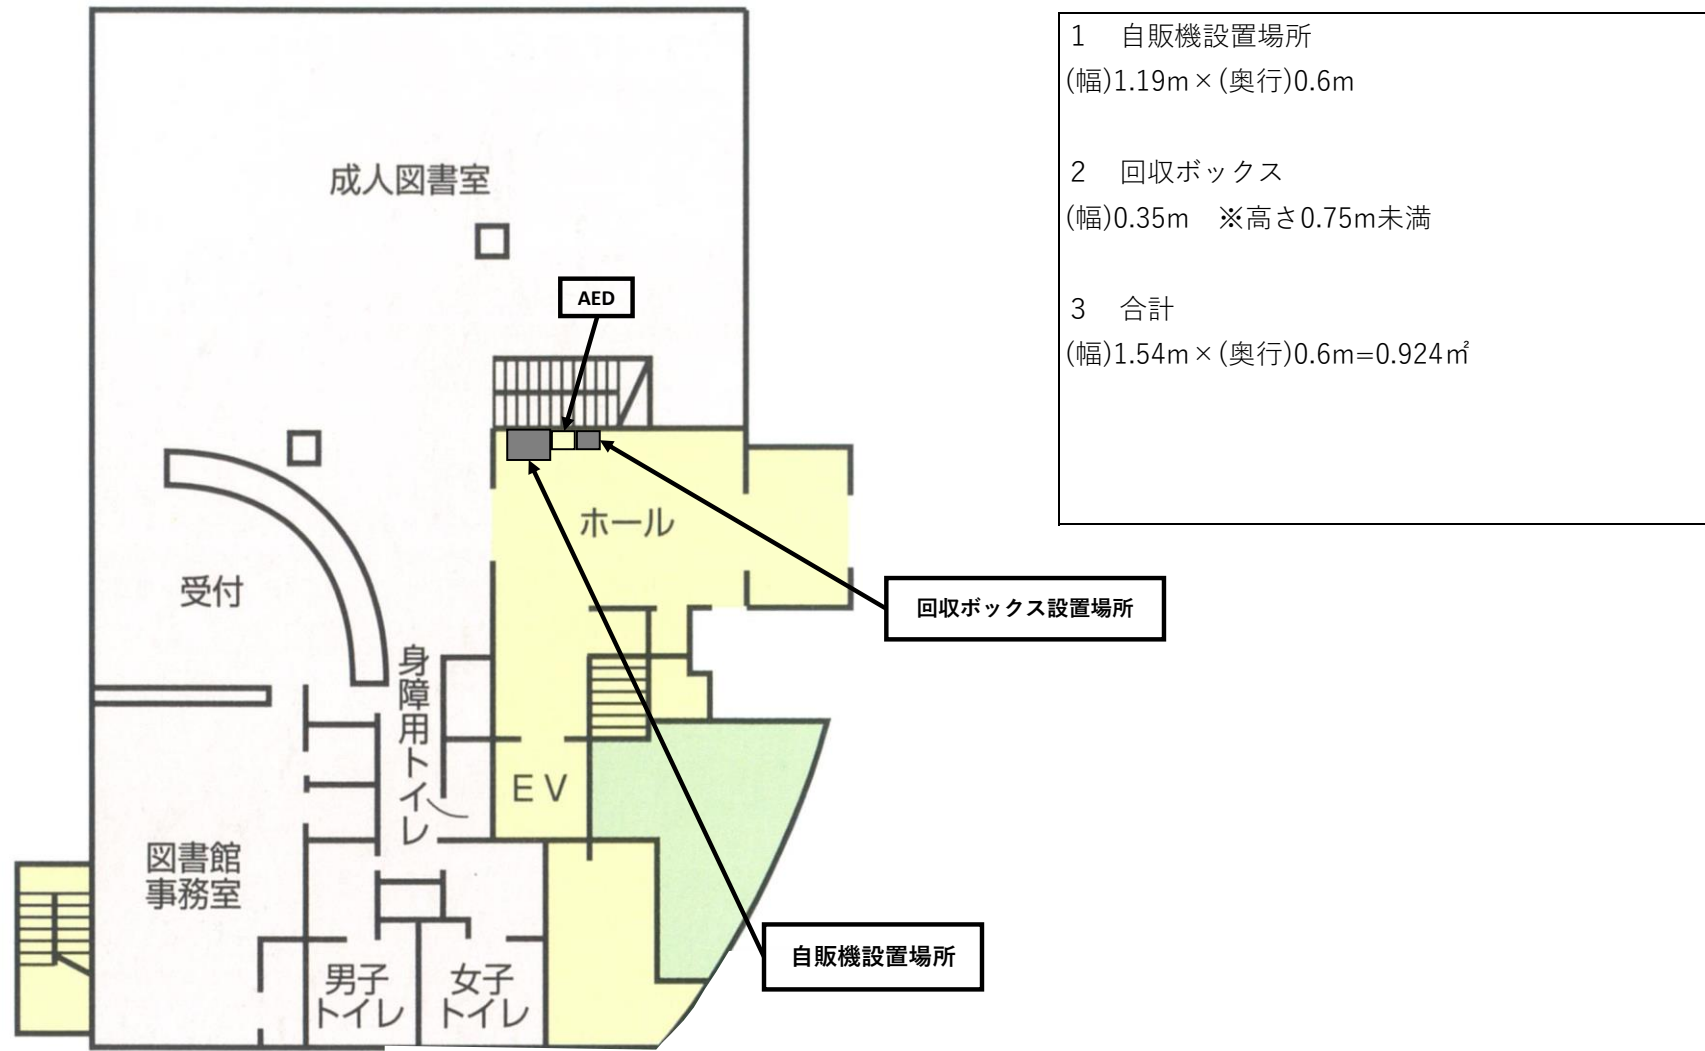 1　自販機設置場所
(幅)1.19m×(奥行)0.6m
2　回収ボックス
(幅)0.35m　※高さ0.75m未満
3　合計
(幅)1.54m×(奥行)0.6m=0.924㎡
成人図書室
AED
ホール
受付
回収ボックス設置場所
身障用トイレ
EV
図書館
事務室
自販機設置場所
男子
トイレ
女子
トイレ